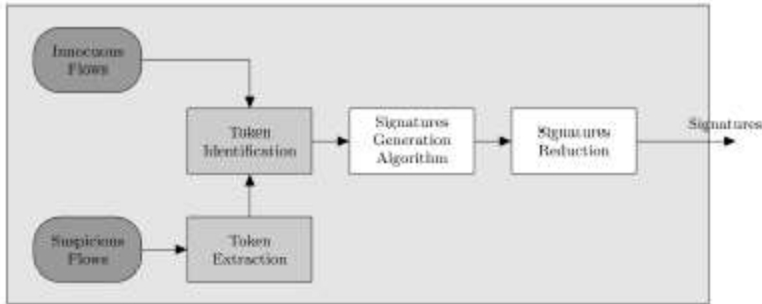 Innocuous
Flows
Token
Identification
Signatures
Generation
Algorithm
Signatures
Reduction
Signatures
Suspicious
Flows
Token
Extraction